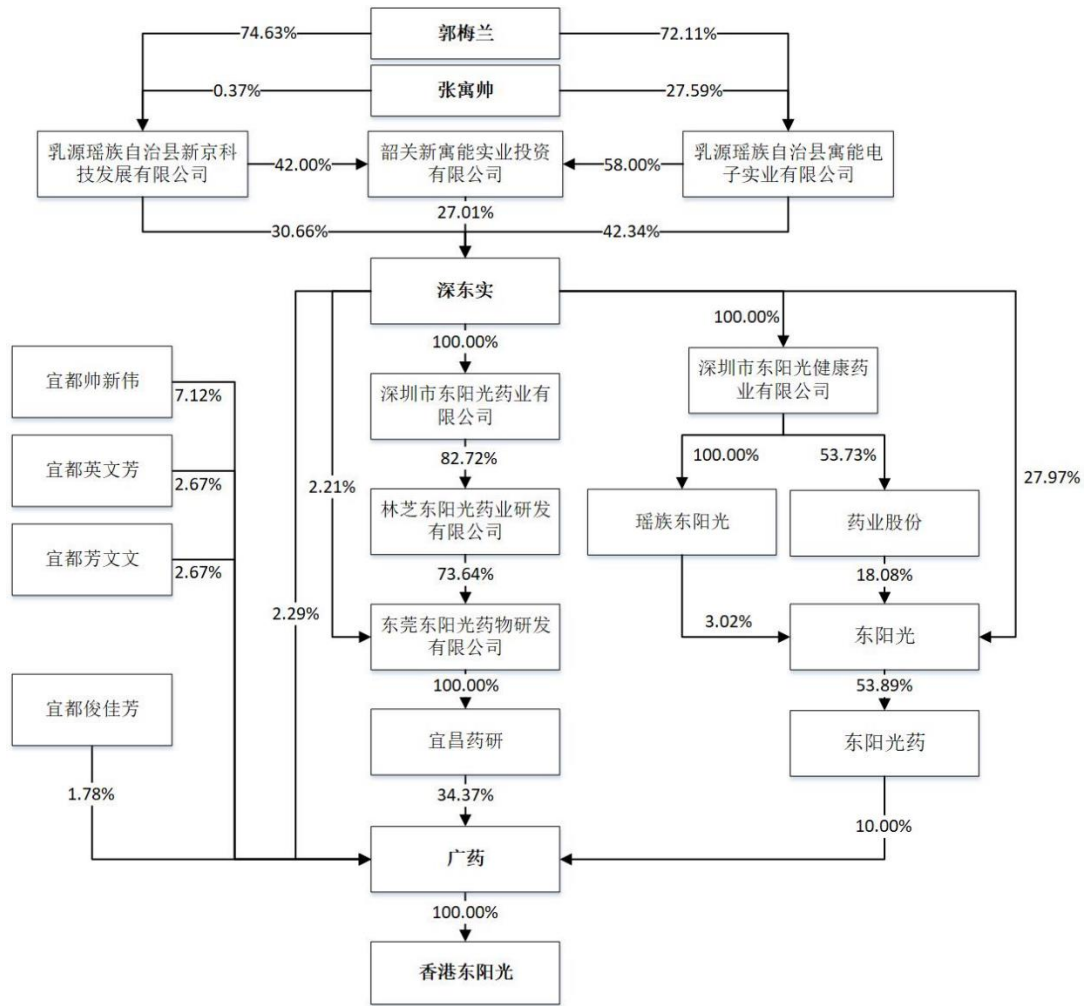 郭梅兰
74.63%
72.11%
张寓帅
0.37%
27.59%
乳源瑶族自治县新京科
技发展有限公司
42.00%
韶关新寓能实业投资
有限公司
58.00%
乳源瑶族自治县寓能电
子实业有限公司
27.01%
30.66%
42.34%
深东实
100.00%
100.00%
宜都帅新伟
7.12%
深圳市东阳光药业有
限公司
深圳市东阳光健康药
业有限公司
82.72%
100.00%
53.73%
宜都英文芳
2.67%
2.21%
27.97%
林芝东阳光药业研发
有限公司
瑶族东阳光
药业股份
宜都芳文文
2.67%
73.64%
18.08%
2.29%
东莞东阳光药物研发
有限公司
3.02%
东阳光
100.00%
53.89%
宜都俊佳芳
宜昌药研
东阳光药
1.78%
34.37%
10.00%
广药
100.00%
香港东阳光